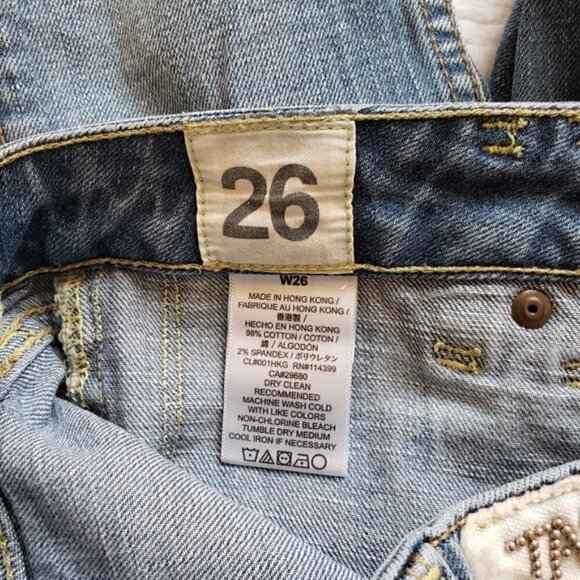 26
W26
MADE IN HONG KONG /
FABRIQUE AU HONG KONG /
香港製 /
HECHO EN HONG KONG
98% COTTON / COTON /
綿 / ALGODÓN
2% SPANDEX / ポリウレタン
CL#001HKG RN#114399
CA#29680
DRY CLEAN
RECOMMENDED
MACHINE WASH COLD
WITH LIKE COLORS
NON-CHLORINE BLEACH
TUMBLE DRY MEDIUM
COOL IRON IF NECESSARY